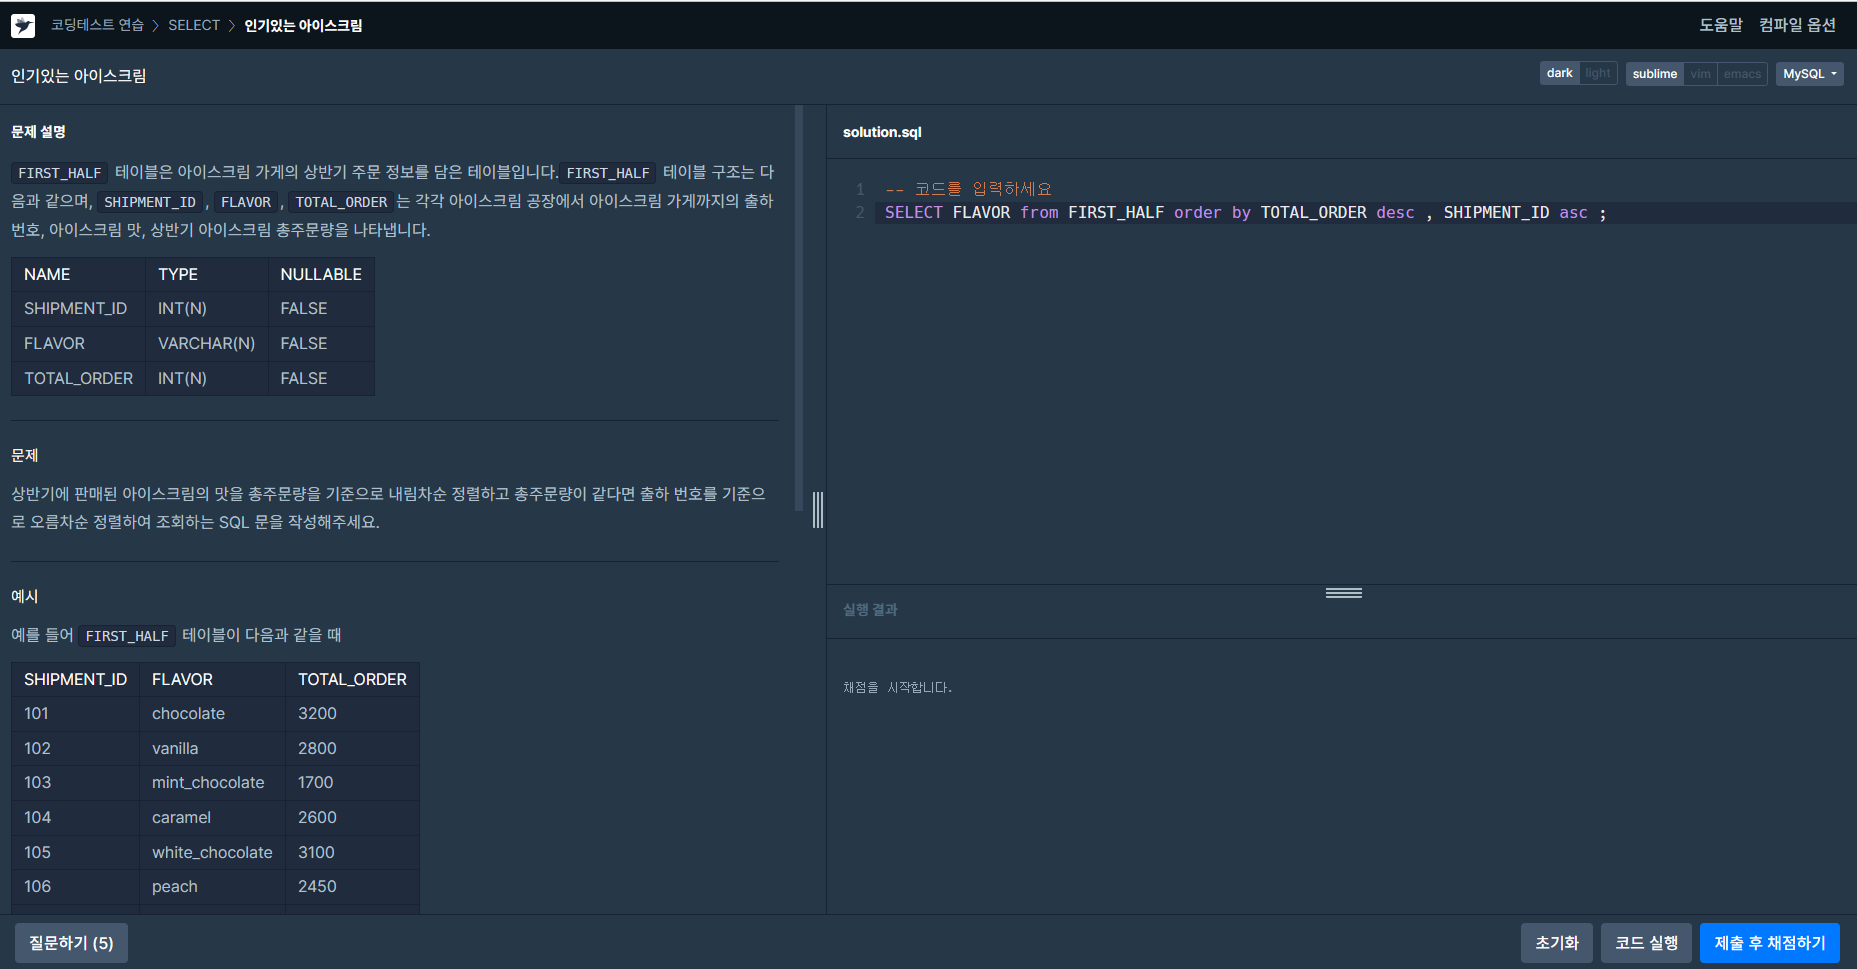 코딩테스트 연습 > SELECT > 인기있는 아이스크림
도움말 컴파일 옵션
인기있는 아이스크림
dark light sublime vim emacs MySQL
문제 설명
FIRST_HALF 테이블은 아이스크림 가게의 상반기 주문 정보를 담은 테이블입니다. FIRST_HALF 테이블 구조는 다
음과 같으며, SHIPMENT_ID, FLAVOR, TOTAL_ORDER 는 각각 아이스크림 공장에서 아이스크림 가게까지의 출하
번호, 아이스크림 맛, 상반기 아이스크림 총주문량을 나타냅니다.
NAME TYPE NULLABLE
SHIPMENT_ID INT(N) FALSE
FLAVOR VARCHAR(N) FALSE
TOTAL_ORDER INT(N) FALSE
문제
상반기에 판매된 아이스크림의 맛을 총주문량을 기준으로 내림차순 정렬하고 총주문량이 같다면 출하 번호를 기준으
로 오름차순 정렬하여 조회하는 SQL 문을 작성해주세요.
예시
예를 들어 FIRST_HALF 테이블이 다음과 같을 때
SHIPMENT_ID FLAVOR TOTAL_ORDER
101 chocolate 3200
102 vanilla 2800
103 mint_chocolate 1700
104 caramel 2600
105 white_chocolate 3100
106 peach 2450
solution.sql
1 -- 코드를 입력하세요
2 SELECT FLAVOR from FIRST_HALF order by TOTAL_ORDER desc , SHIPMENT_ID asc ;
실행 결과
채점을 시작합니다.
질문하기 (5)
초기화 코드 실행 제출 후 채점하기